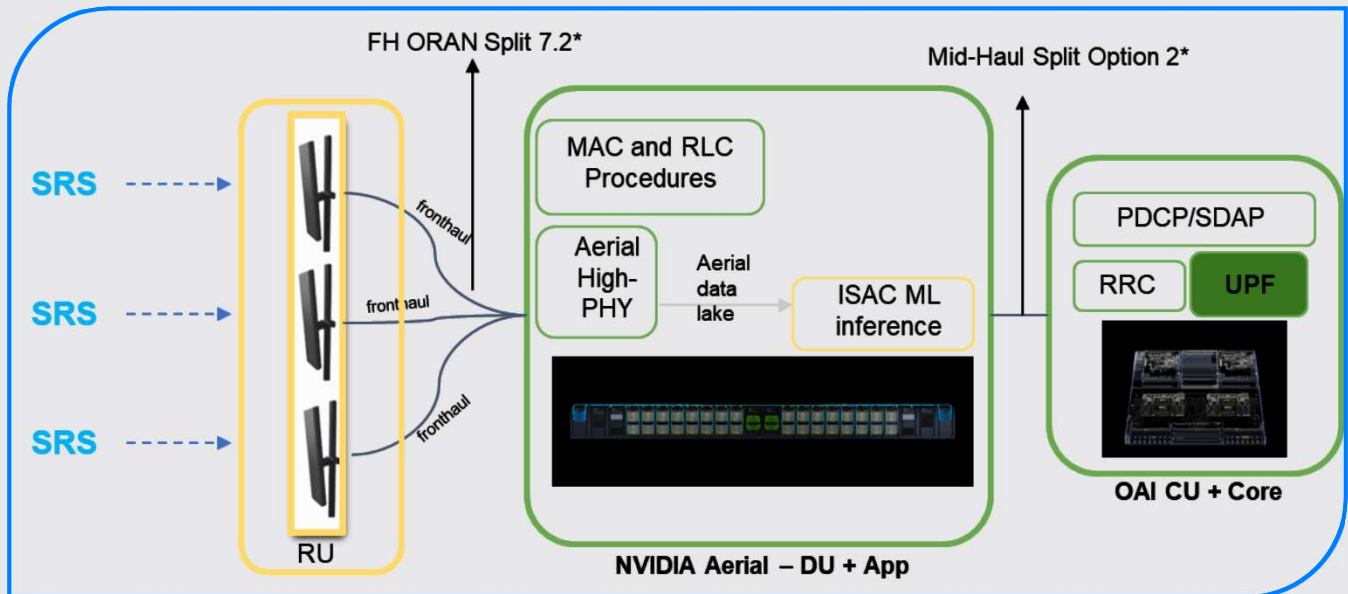 FH ORAN Split 7.2*
Mid-Haul Split Option 2*
SRS
SRS
SRS
fronthaul
fronthaul
fronthaul
RU
MAC and RLC
Procedures
Aerial
High-
PHY
Aerial
data
lake
ISAC ML
inference
NVIDIA Aerial – DU + App
PDCP/SDAP
RRC
UPF
OAI CU + Core